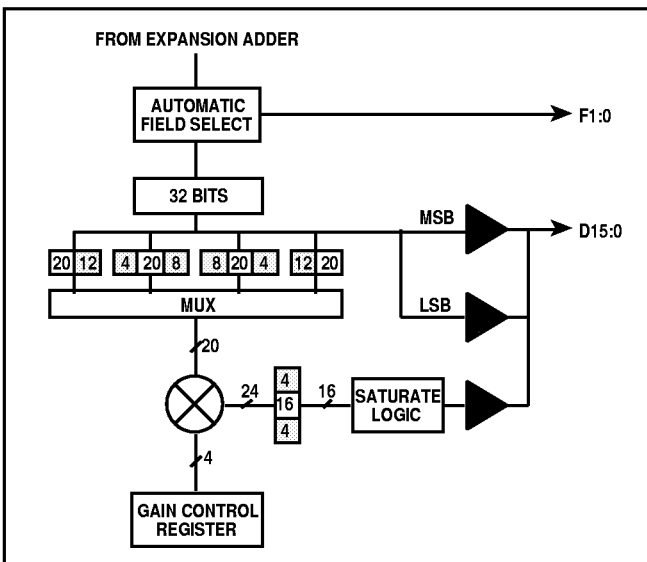 FROM EXPANSION ADDER
AUTOMATIC
FIELD SELECT
F1:0
32 BITS
MSB
D15:0
20 12 4 20 8 8 20 4 12 20
MUX
LSB
20
24
4
16
4
16
SATURATE
LOGIC
4
GAIN CONTROL
REGISTER